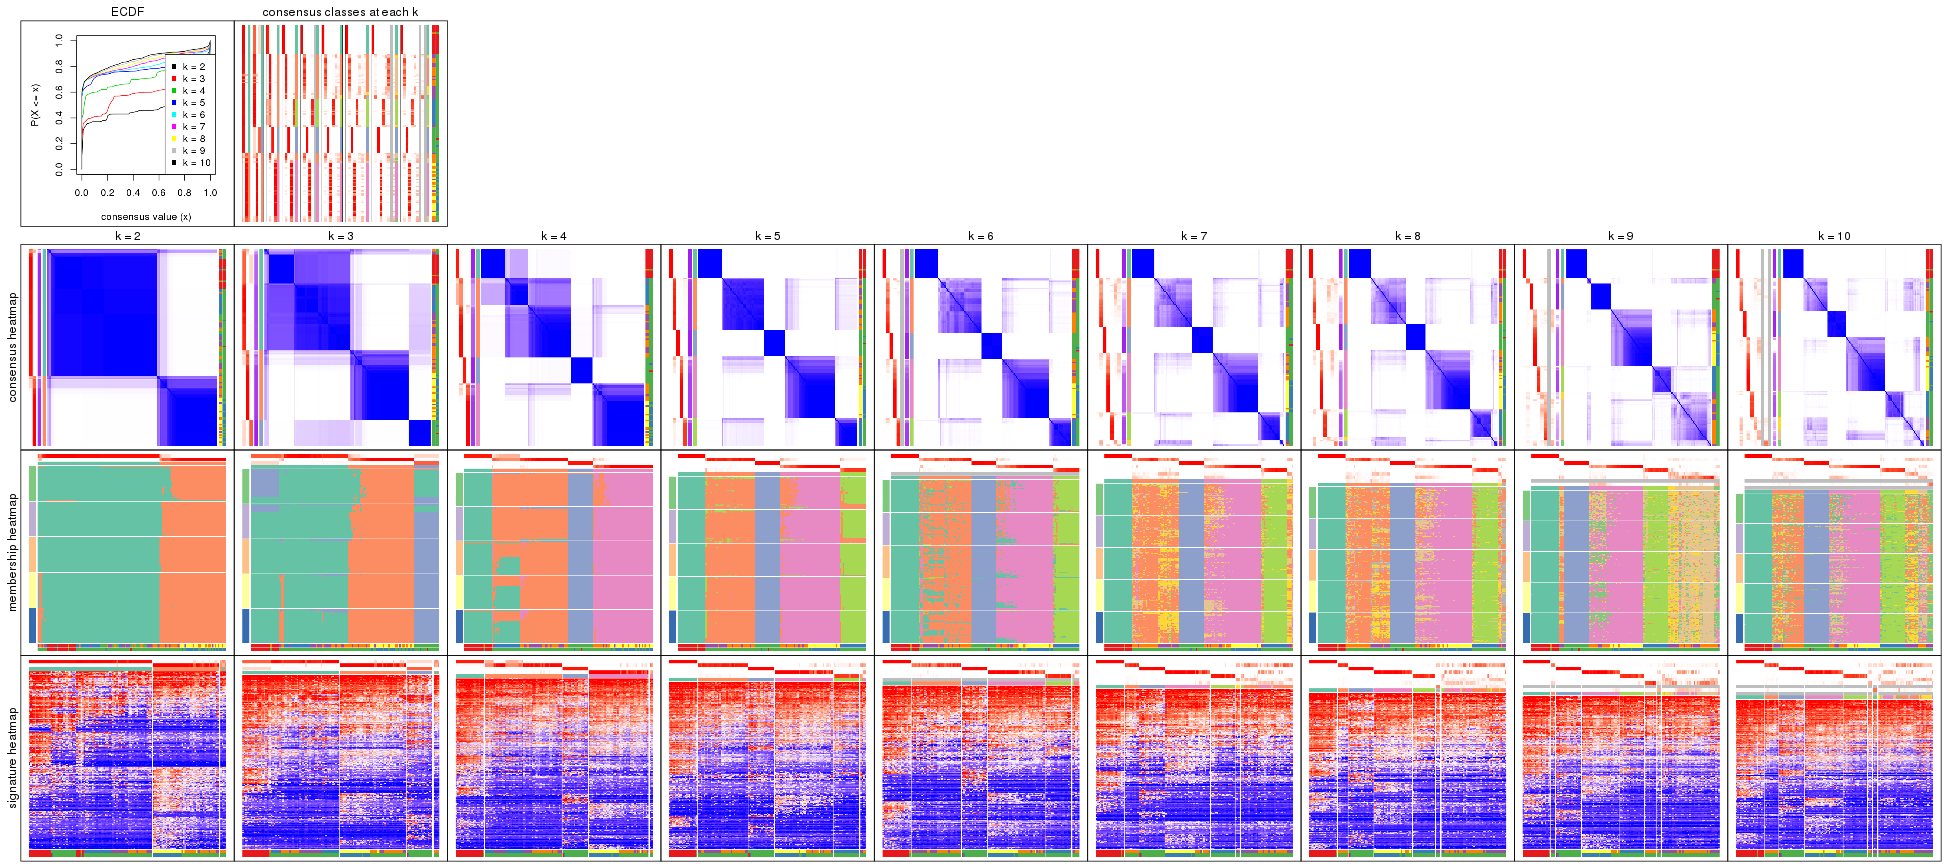 ECDF
consensus classes at each k
P(X <= x)
0.0 0.2 0.4 0.6 0.8 1.0
k = 2
k = 3
k = 4
k = 5
k = 6
k = 7
k = 8
k = 9
k = 10
0.0 0.2 0.4 0.6 0.8 1.0
consensus value (x)
k = 2 k = 3 k = 4 k = 5 k = 6 k = 7 k = 8 k = 9 k = 10
consensus heatmap
membership heatmap
signature heatmap